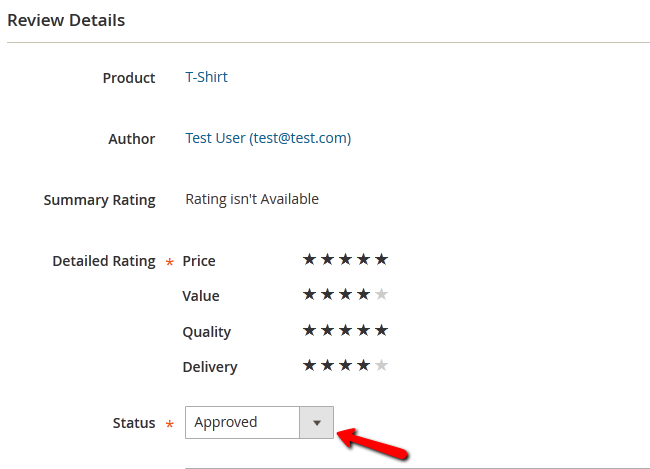 Review Details
Product T-Shirt
Author Test User (test@test.com)
Summary Rating Rating isn't Available
Detailed Rating * Price ★★★★★
Value ★★★★★
Quality ★★★★★
Delivery ★★★★★
Status * Approved